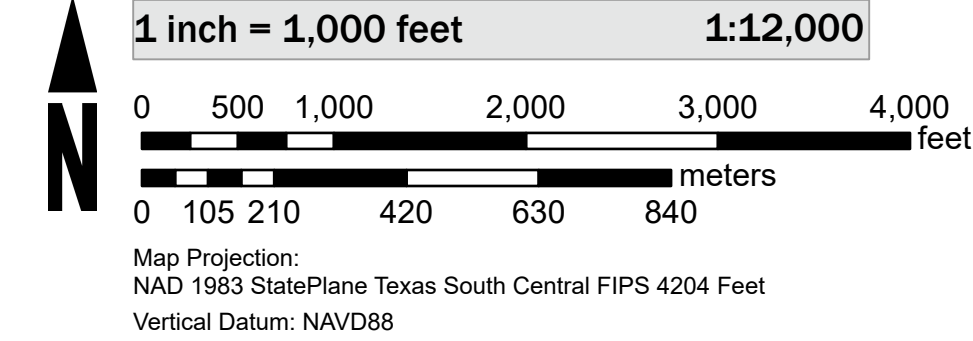 1 inch = 1,000 feet 1:12,000
0 500 1,000 2,000 3,000 4,000
feet
meters
0 105 210 420 630 840
N
Map Projection:
NAD 1983 StatePlane Texas South Central FIPS 4204 Feet
Vertical Datum: NAVD88